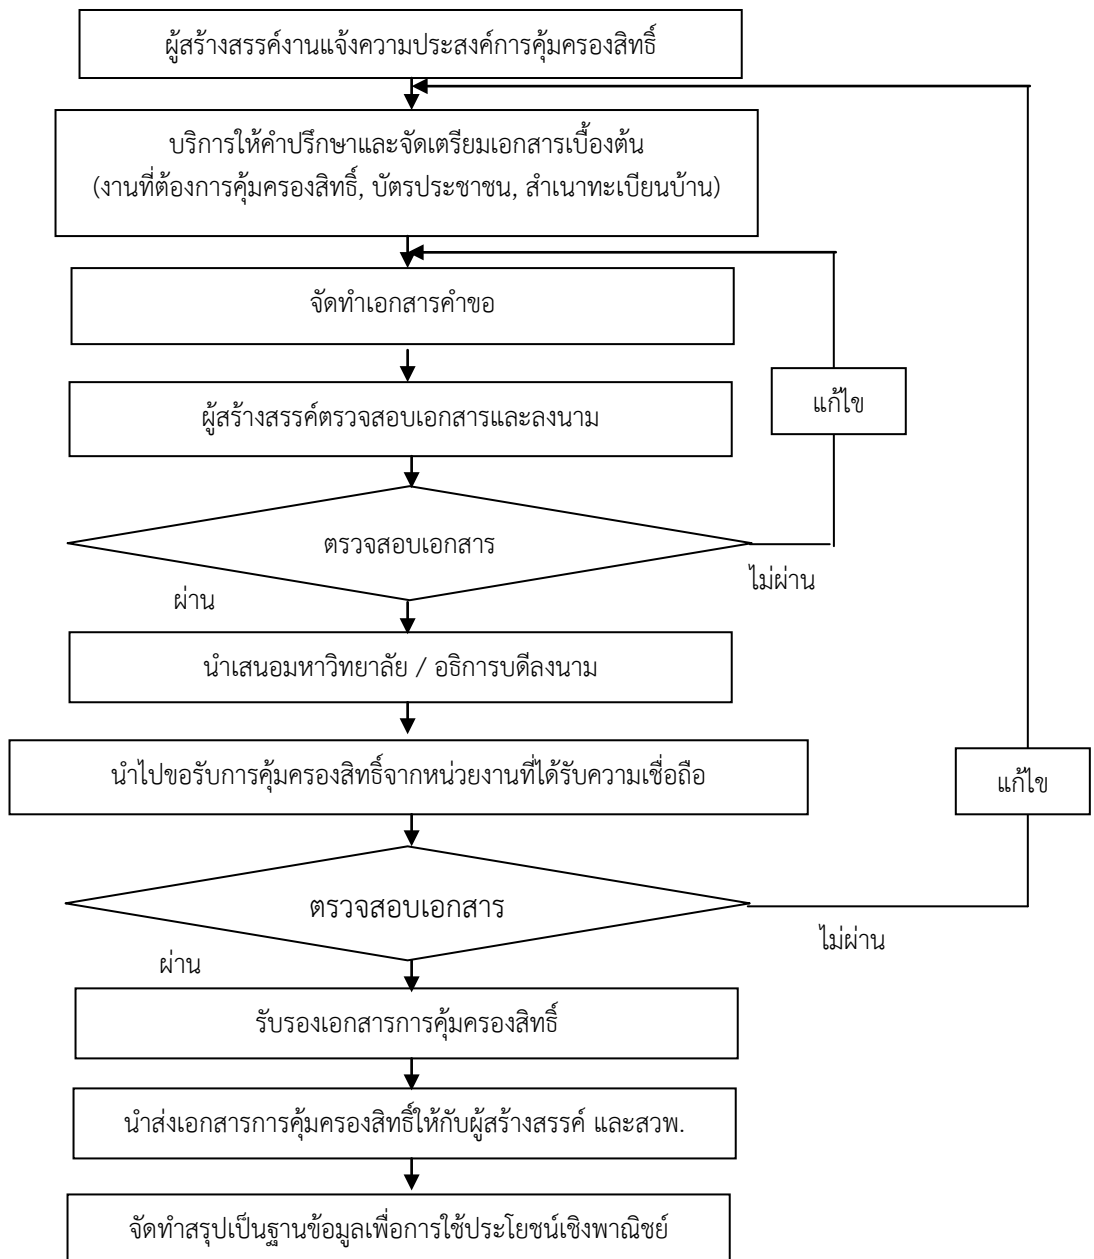 ผู้สร้างสรรค์งานแจ้งความประสงค์การคุ้มครองสิทธิ์
บริการให้คำปรึกษาและจัดเตรียมเอกสารเบื้องต้น
(งานที่ต้องการคุ้มครองสิทธิ์, บัตรประชาชน, สำเนาทะเบียนบ้าน)
จัดทำเอกสารคำขอ
แก้ไข
ผู้สร้างสรรค์ตรวจสอบเอกสารและลงนาม
ตรวจสอบเอกสาร
ไม่ผ่าน
ผ่าน
นำเสนอมหาวิทยาลัย / อธิการบดีลงนาม
นำไปขอรับการคุ้มครองสิทธิ์จากหน่วยงานที่ได้รับความเชื่อถือ
แก้ไข
ตรวจสอบเอกสาร
ไม่ผ่าน
ผ่าน
รับรองเอกสารการคุ้มครองสิทธิ์
นำส่งเอกสารการคุ้มครองสิทธิ์ให้กับผู้สร้างสรรค์ และสวพ.
จัดทำสรุปเป็นฐานข้อมูลเพื่อการใช้ประโยชน์เชิงพาณิชย์